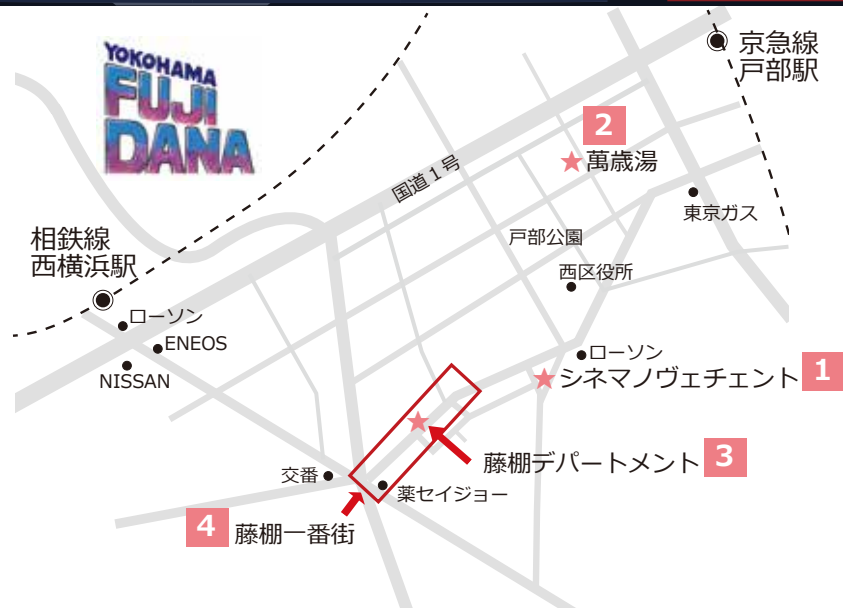 YOKOHAMA
FUJI
DANA
京急線
戸部駅
2
萬歳湯
国道1号
東京ガス
戸部公園
相鉄線
西横浜駅
西区役所
ローソン
ENEOS
NISSAN
ローソン
シネマノヴェチェント 1
藤棚デパートメント 3
交番
薬セイジョー
4 藤棚一番街